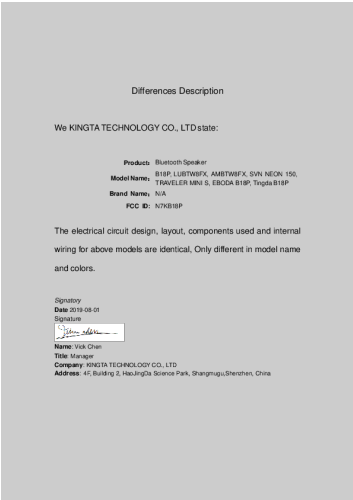 Differences Description
We KINGTA TECHNOLOGY CO., LTD state:
Product: Bluetooth Speaker
Model Name: B18P, LUBTW8FX, AMBTW8FX, SVN NEON 150,
TRAVELER MINI S, EBODA B18P, Tingda B18P
Brand Name: N/A
FCC ID: N7KB18P
The electrical circuit design, layout, components used and internal
wiring for above models are identical, Only different in model name
and colors.
Signatory
Date 2019-08-01
Signature
Name: Vick Chen
Title: Manager
Company: KINGTA TECHNOLOGY CO., LTD
Address: 4F, Building 2, HaoJingDa Science Park, Shangmugu,Shenzhen, China